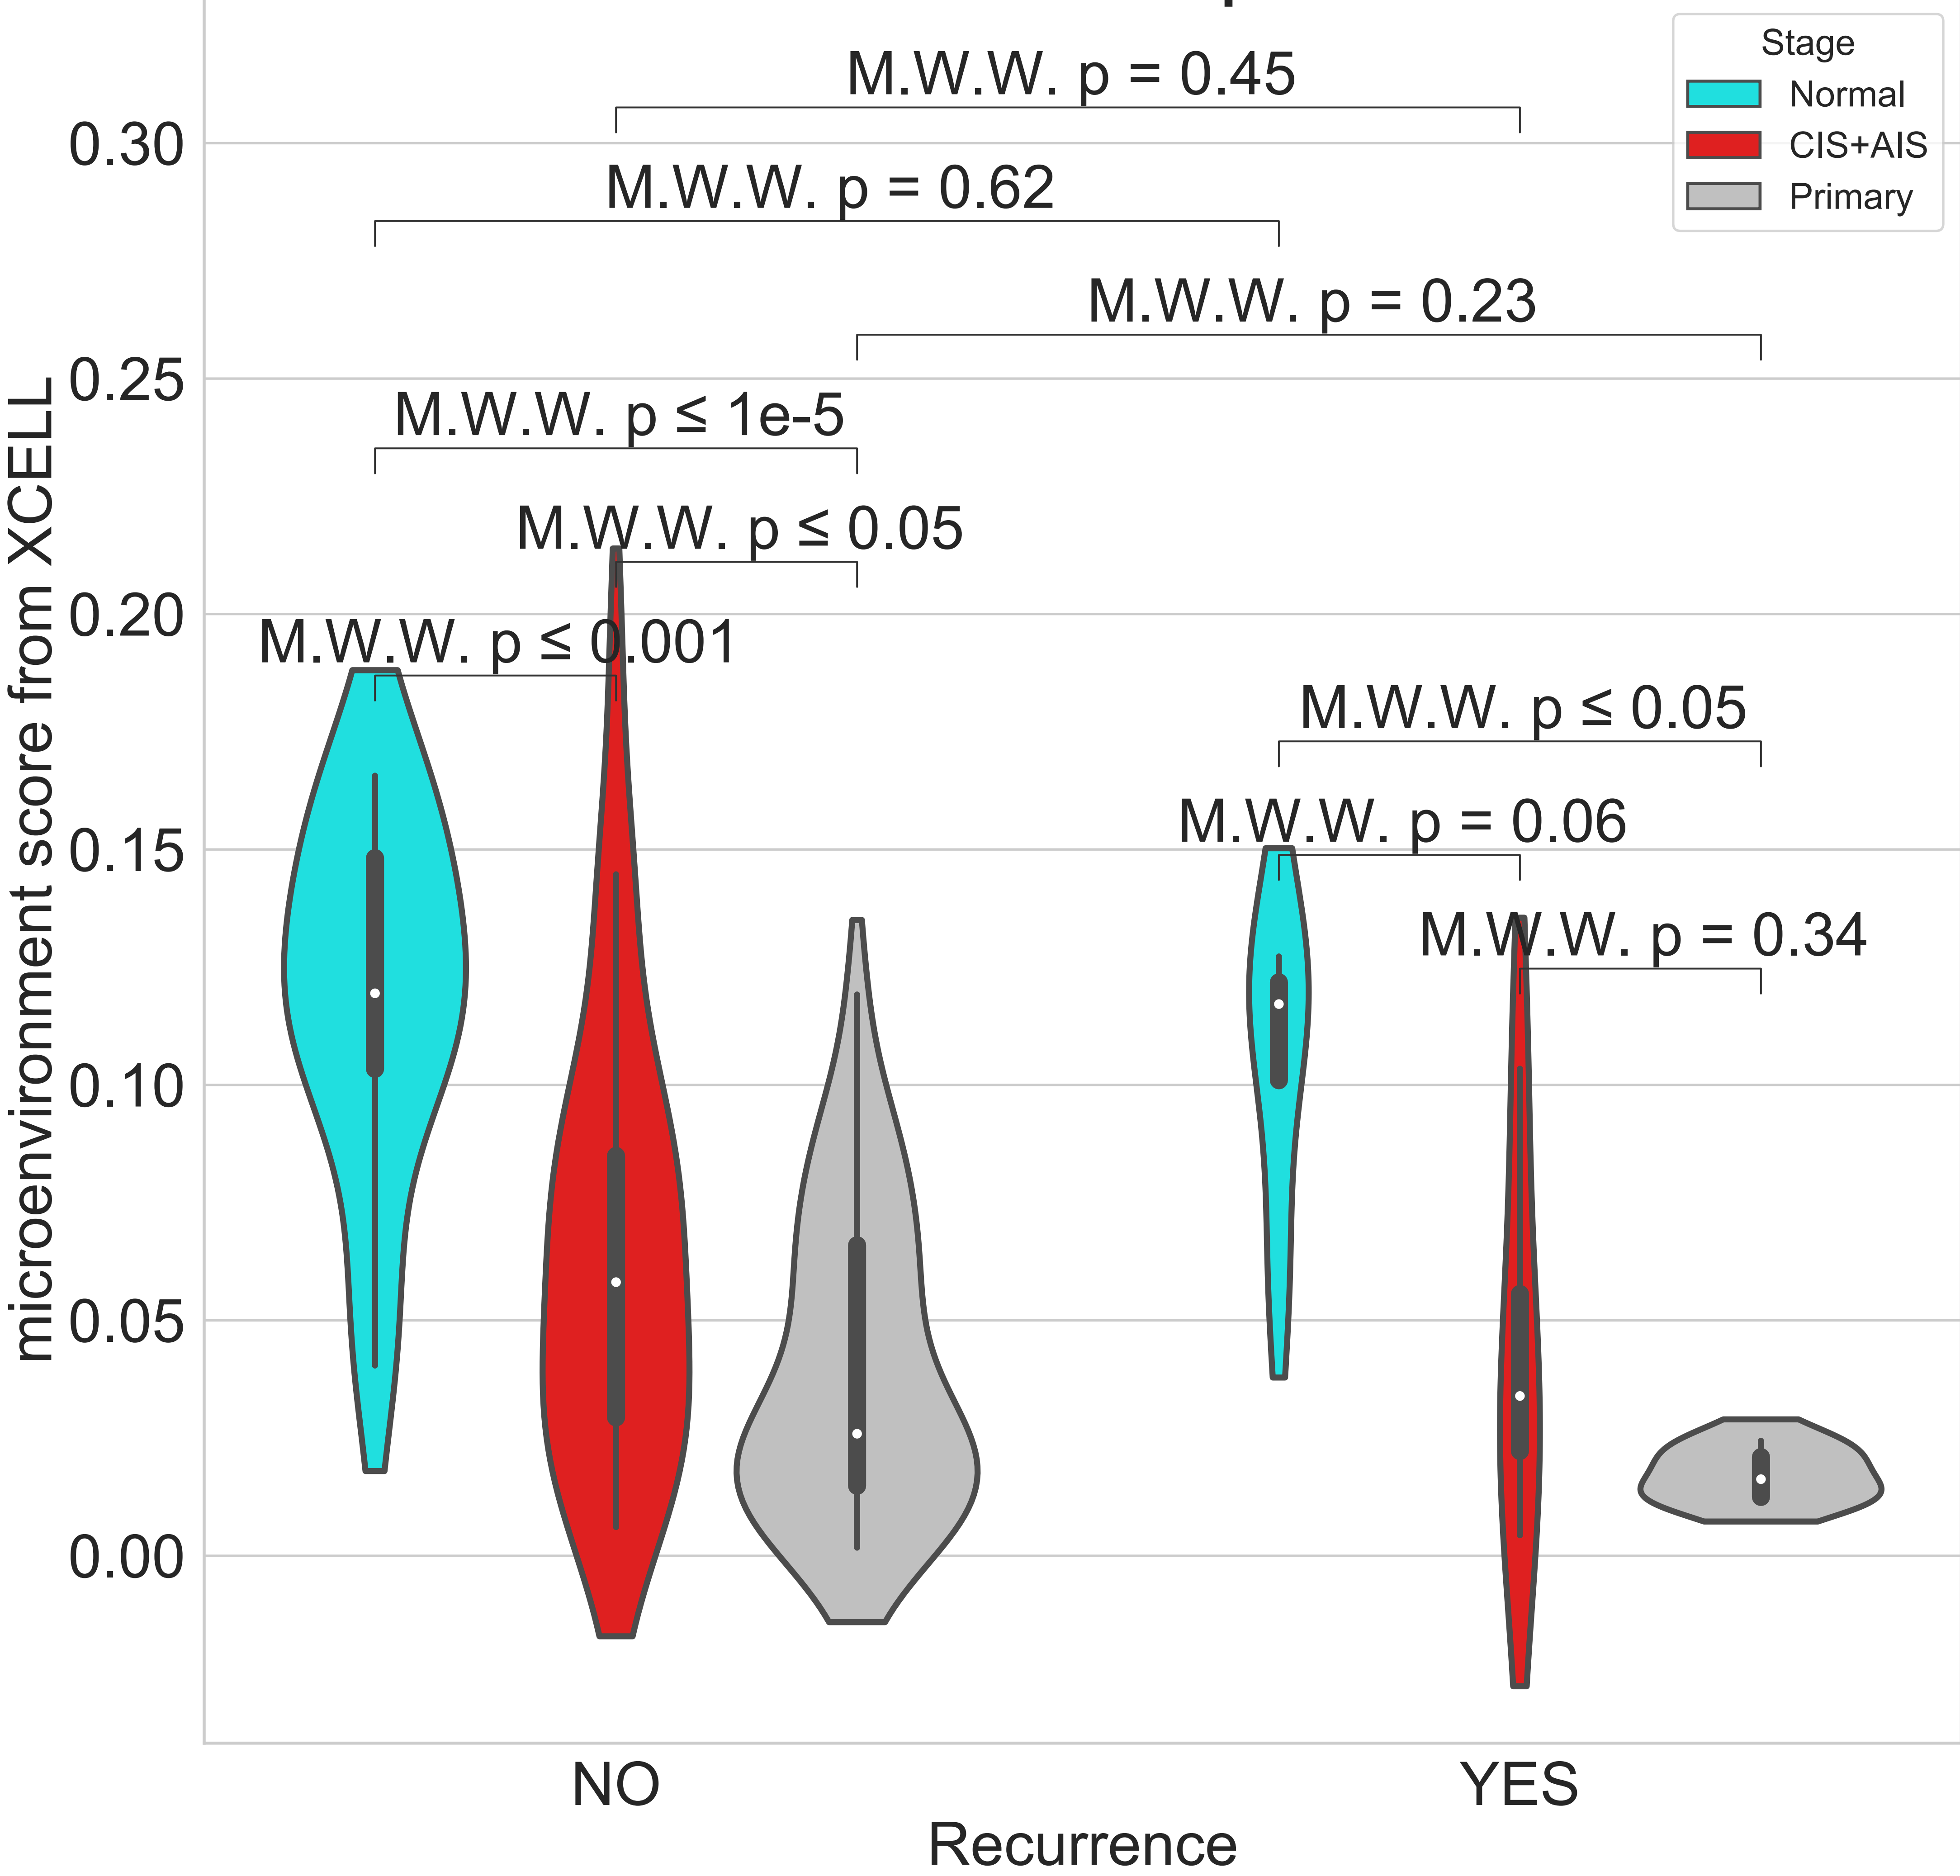 Stage
Normal
CIS+AIS
Primary
M.W.W. p = 0.45
M.W.W. p = 0.62
M.W.W. p = 0.23
M.W.W. p ≤ 1e-5
M.W.W. p ≤ 0.05
M.W.W. p ≤ 0.001
M.W.W. p ≤ 0.05
M.W.W. p = 0.06
M.W.W. p = 0.34
microenvironment score from XCELL
0.30
0.25
0.20
0.15
0.10
0.05
0.00
NO
YES
Recurrence